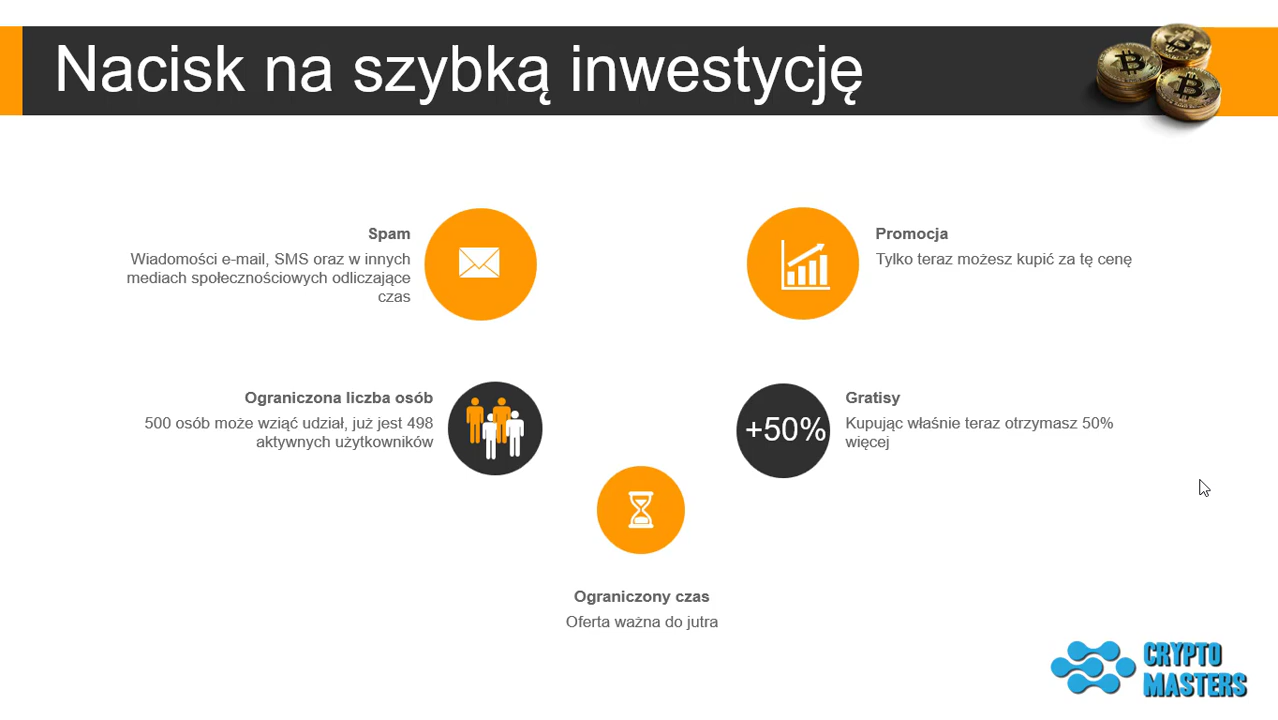 Nacisk na szybką inwestycję
Spam
Wiadomości e-mail, SMS oraz w innych
mediach społecznościowych odliczające
czas
Promocja
Tylko teraz możesz kupić za tę cenę
Ograniczona liczba osób
500 osób może wziąć udział, już jest 498
aktywnych użytkowników
+50%
Gratisy
Kupując właśnie teraz otrzymasz 50%
więcej
Ograniczony czas
Oferta ważna do jutra
CRYPTO
MASTERS